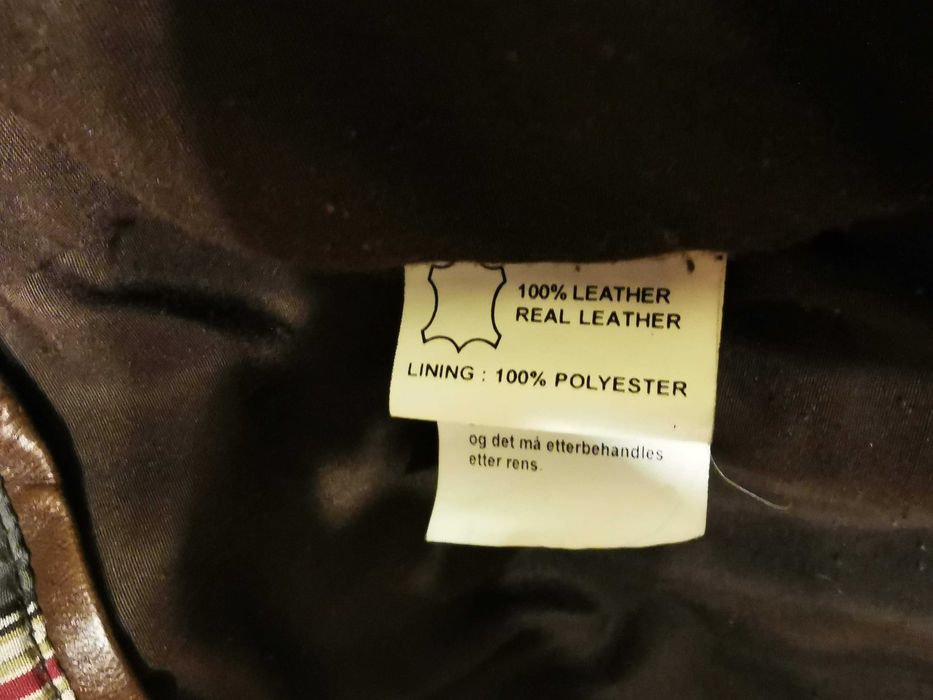 100% LEATHER
REAL LEATHER
LINING : 100% POLYESTER
og det må etterbehandles
etter rens.